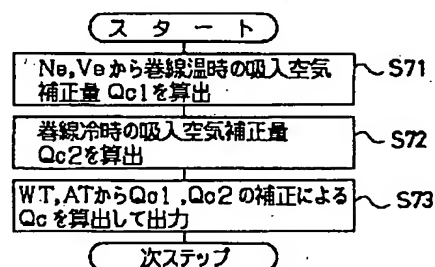 スタート
Ne,Veから巻線温時の吸入空気
補正量 Qc1を算出
S71
巻線冷時の吸入空気補正量
Qc2を算出
S72
WT,ATからQc1,Qc2の補正による
Qcを算出して出力
S73
次ステップ